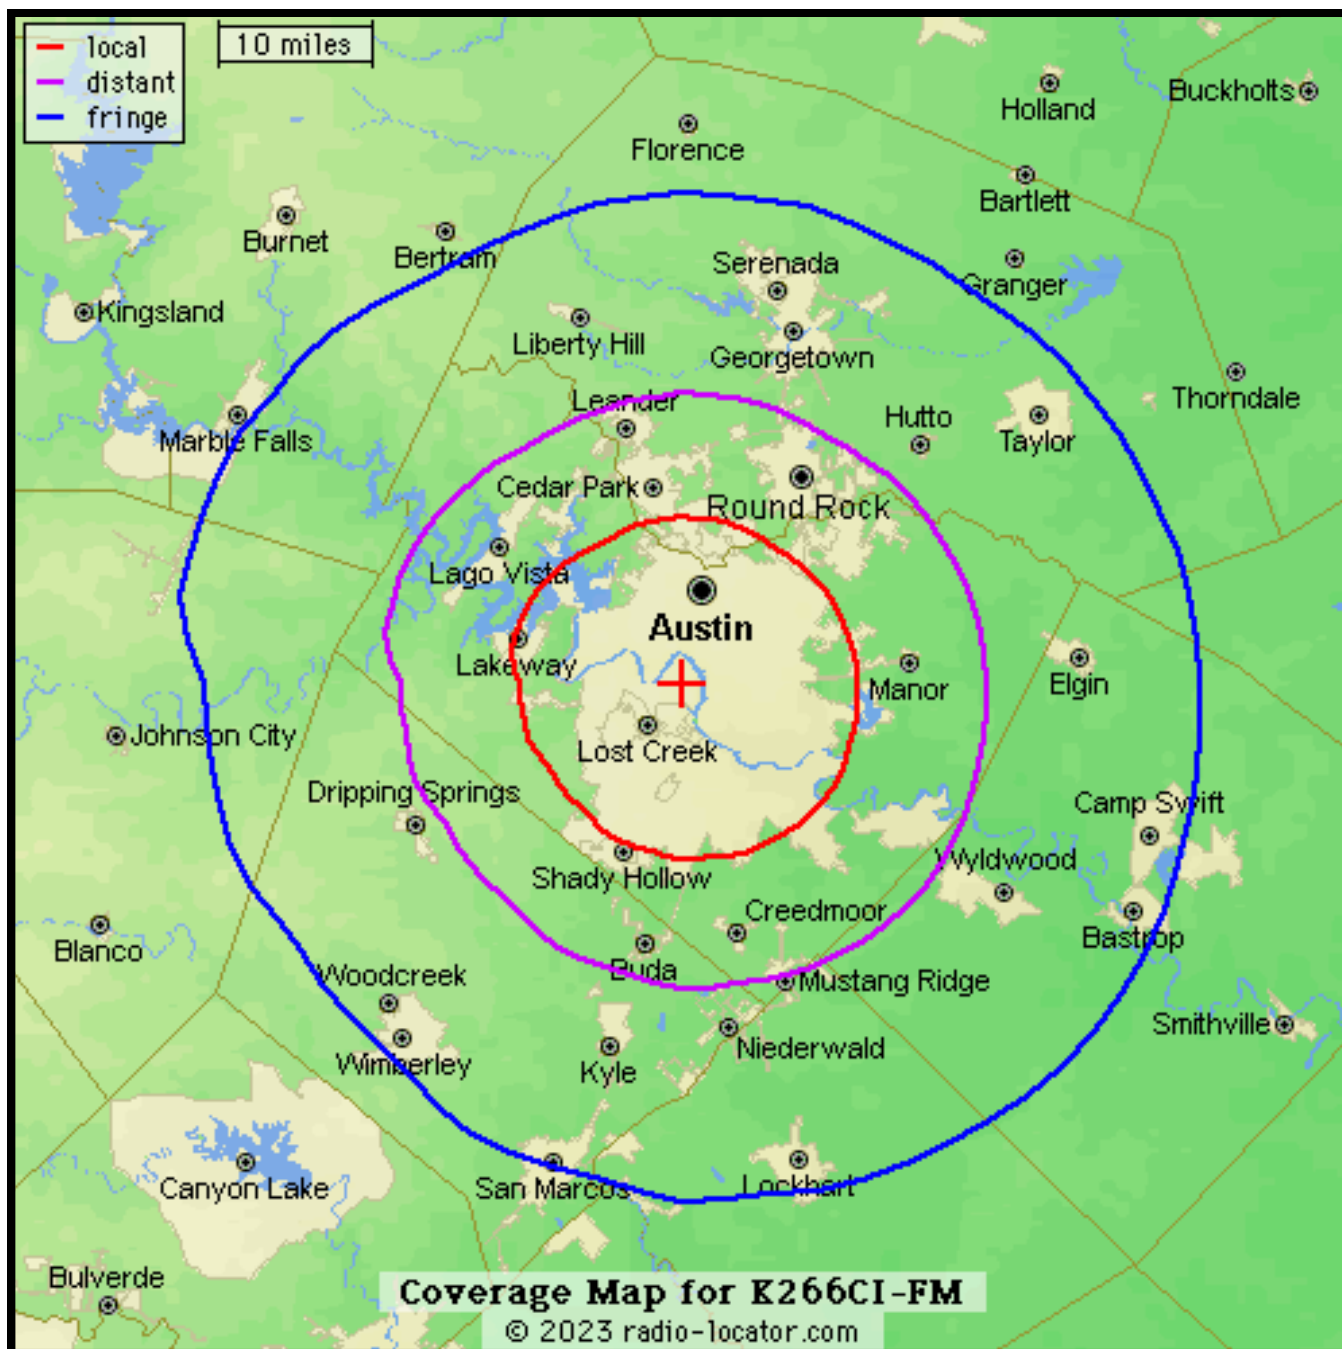 local
distant
fringe
10 miles
Holland
Buckholts
Florence
Bartlett
Burnet
Bertram
Serenada
Granger
Kingsland
Liberty Hill
Georgetown
Thorndale
Leander
Hutto
Marble Falls
Taylor
Cedar Park
Round Rock
Lago Vista
Austin
Lakeway
Manor
Elgin
Johnson City
Lost Creek
Dripping Springs
Camp Swift
Wyldwood
Shady Hollow
Creedmoor
Bastrop
Blanco
Buda
Woodcreek
Mustang Ridge
Smithville
Niederwald
Wimberley
Kyle
Canyon Lake
San Marcos
Lockhart
Bulverde
Coverage Map for K266CI-FM
© 2023 radio-locator.com